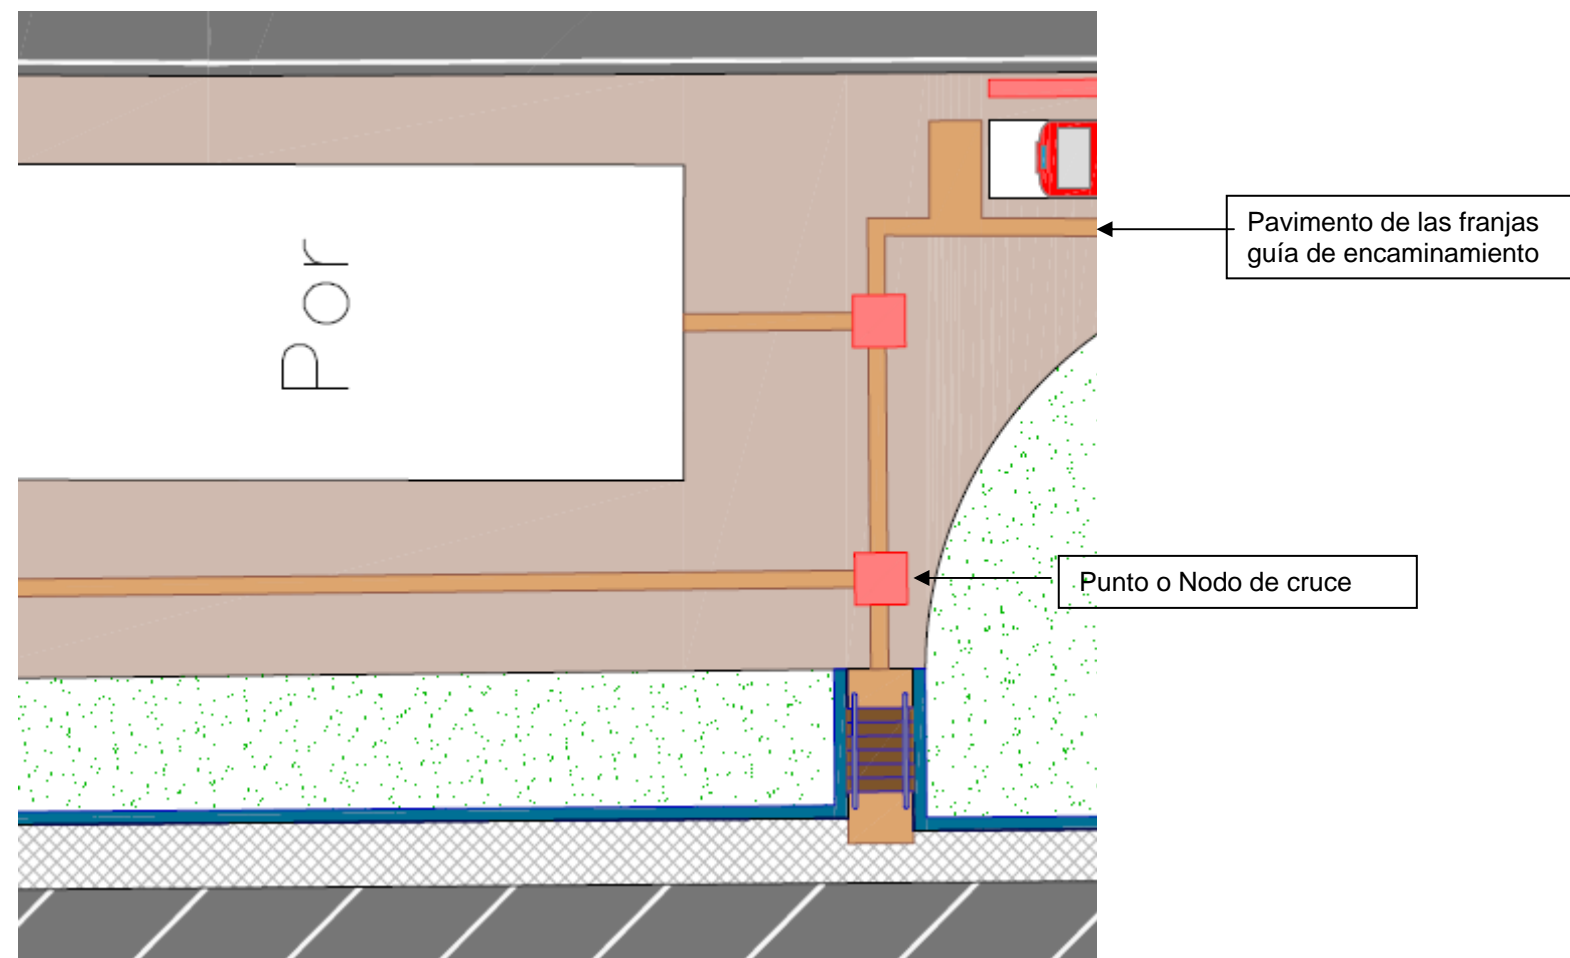 Por
Pavimento de las franjas
guía de encaminamiento
Punto o Nodo de cruce